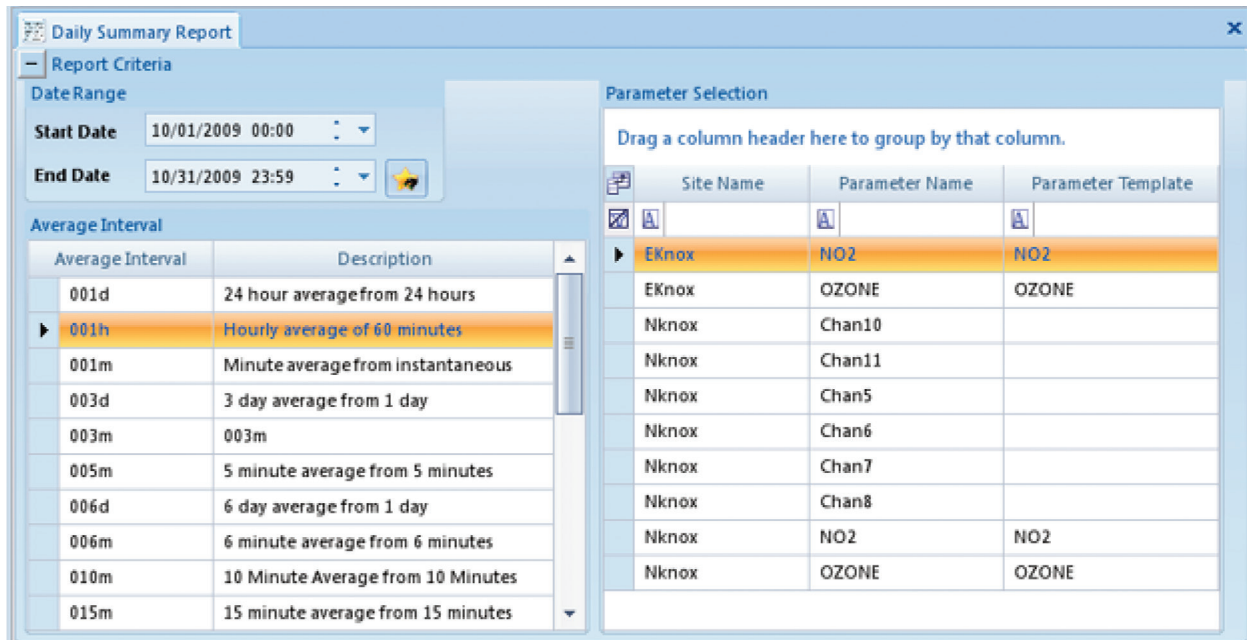 Daily Summary Report
Report Criteria
Date Range
Start Date 10/01/2009 00:00
End Date 10/31/2009 23:59
Average Interval
Average Interval Description
001d 24 hour average from 24 hours
001h Hourly average of 60 minutes
001m Minute average from instantaneous
003d 3 day average from 1 day
003m 003m
005m 5 minute average from 5 minutes
006d 6 day average from 1 day
006m 6 minute average from 6 minutes
010m 10 Minute Average from 10 Minutes
015m 15 minute average from 15 minutes
Parameter Selection
Drag a column header here to group by that column.
Site Name Parameter Name Parameter Template
A A A
EKnox NO2 NO2
EKnox OZONE OZONE
Nknox Chan10
Nknox Chan11
Nknox Chan5
Nknox Chan6
Nknox Chan7
Nknox Chan8
Nknox NO2 NO2
Nknox OZONE OZONE